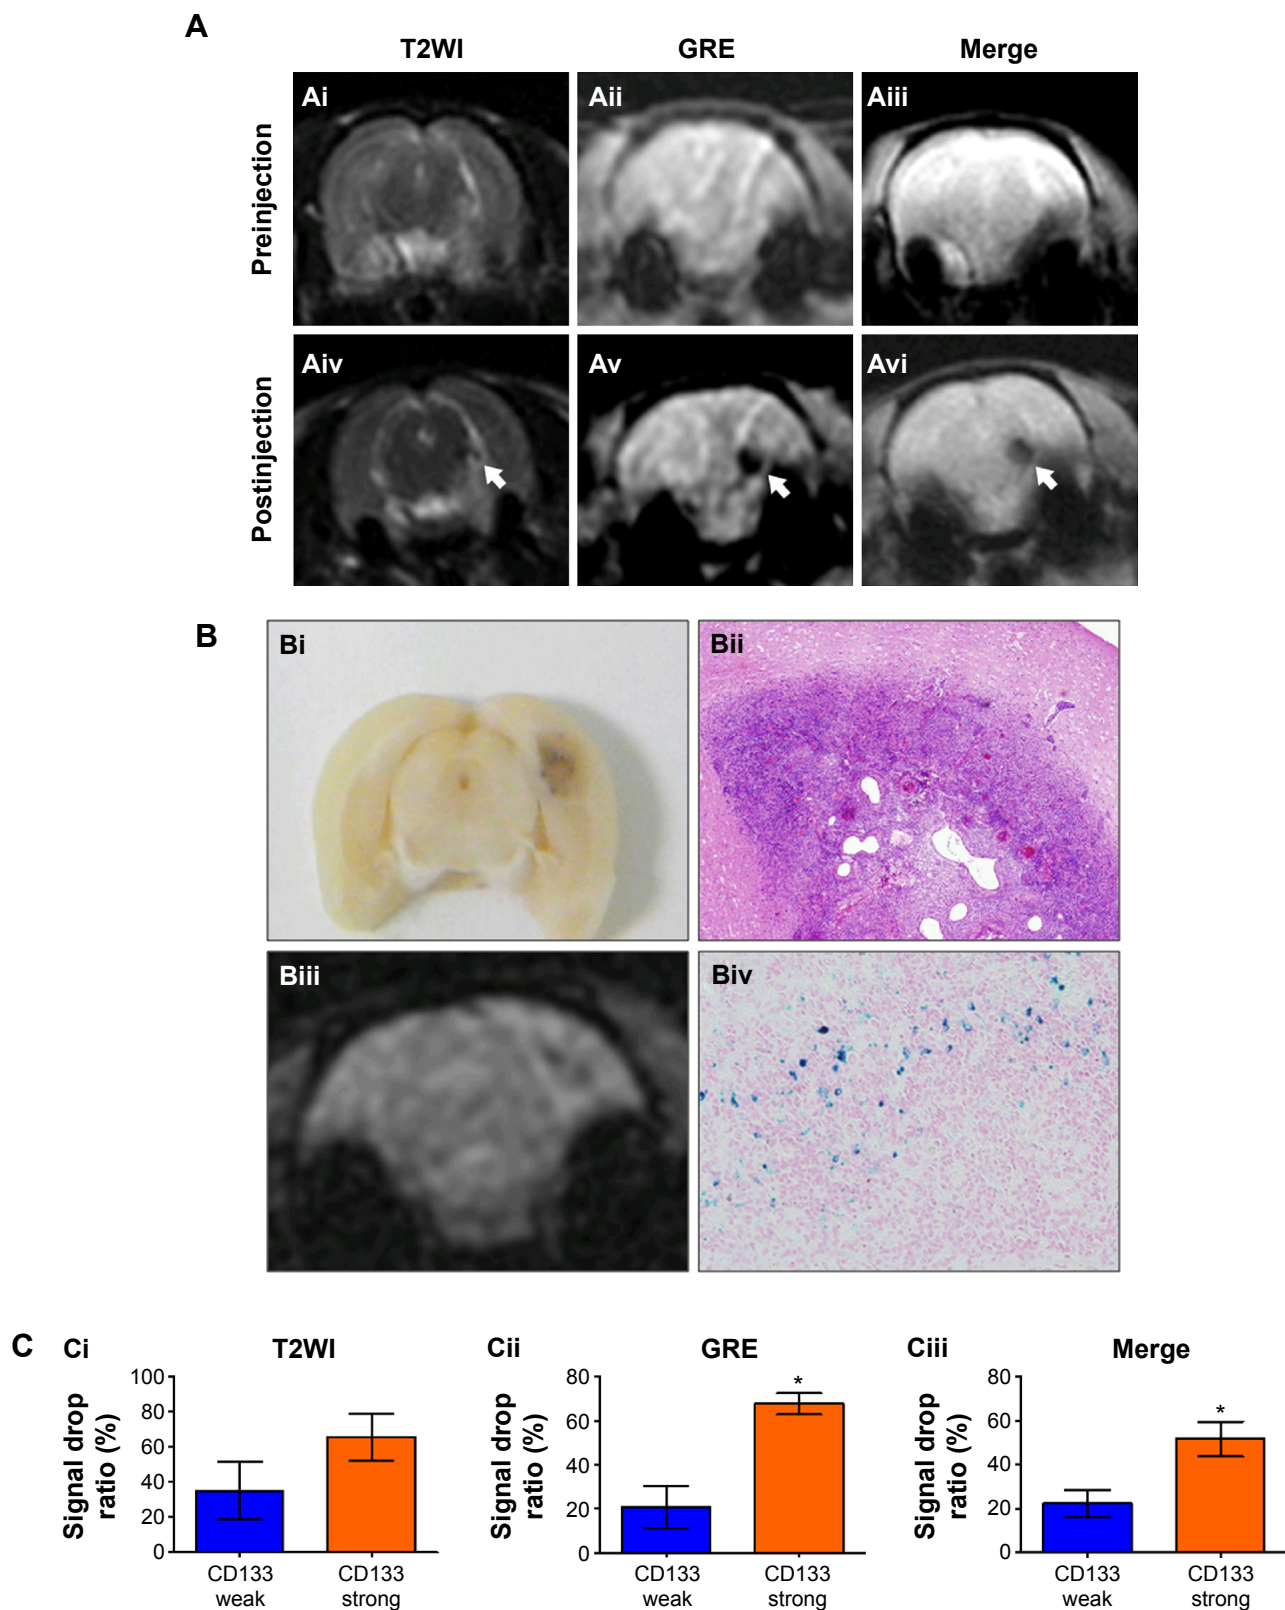 A
T2WI
GRE
Merge
Preinjection
Ai
Aii
Aiii
Postinjection
Aiv
Av
Avi
B
Bi
Bii
Biii
Biv
C
Ci
T2WI
Signal drop
ratio (%)
100
80
60
40
20
0
CD133
weak
CD133
strong
Cii
GRE
Signal drop
ratio (%)
80
60
40
20
0
*
CD133
weak
CD133
strong
Ciii
Merge
Signal drop
ratio (%)
80
60
40
20
0
*
CD133
weak
CD133
strong